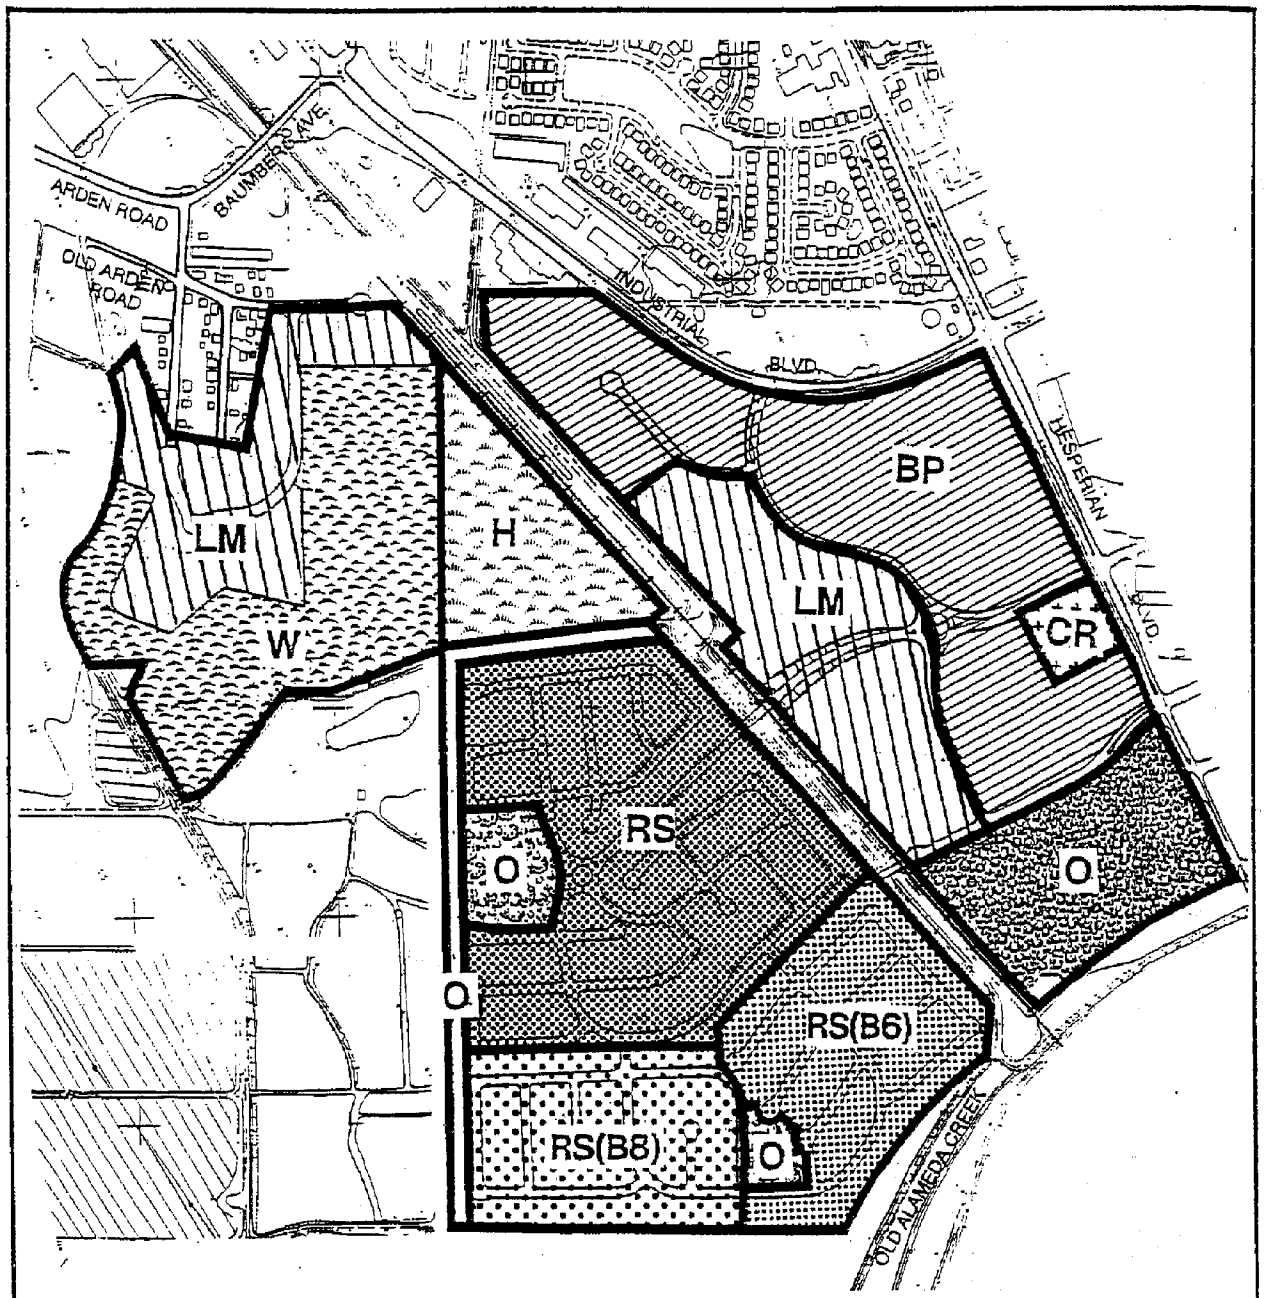 BAUMBERG AVE
ARDEN ROAD
OLD ARDEN
ROAD
INDUSTRIAL
BLVD.
HESPERIAN
BLVD.
BP
LM
H
LM
CR
W
RS
O
O
O
RS(B6)
RS(B8)
O
OLD ALAMEDA CREEK